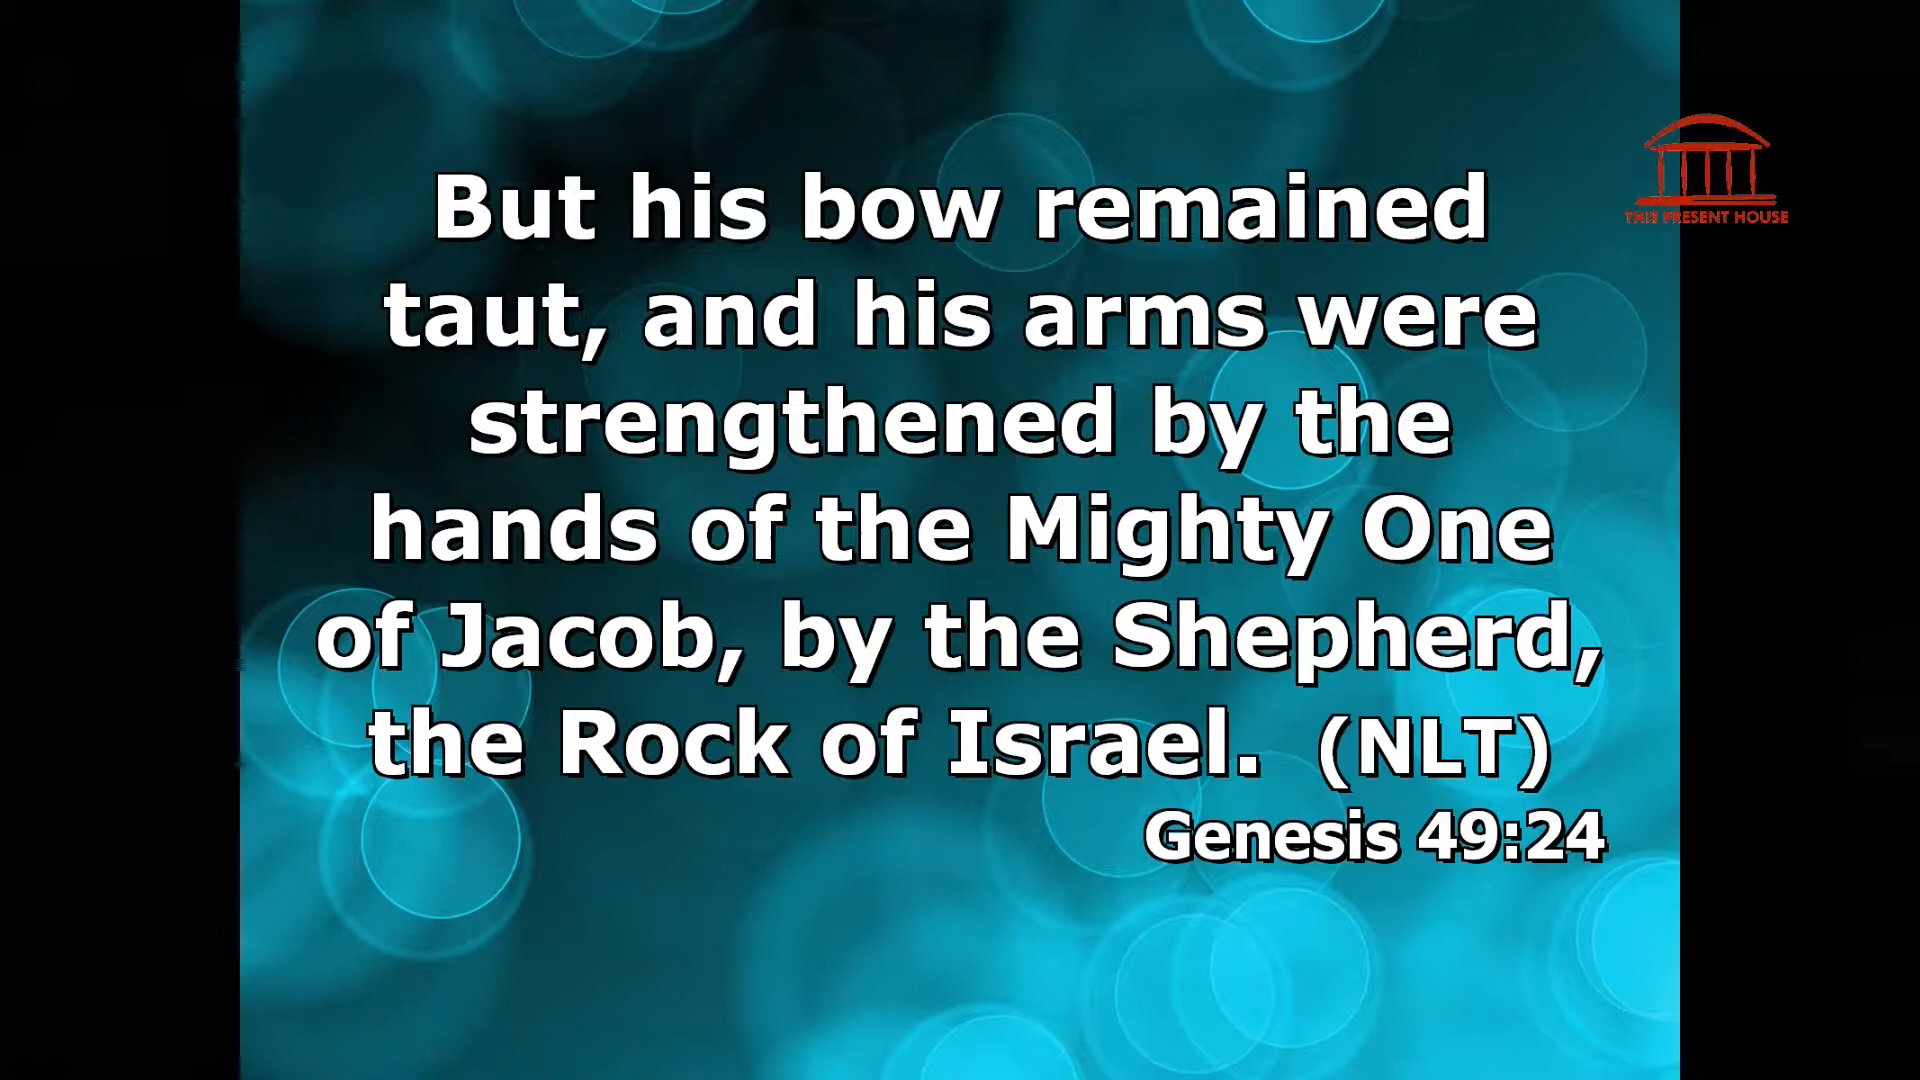 But his bow remained
taut, and his arms were
strengthened by the
hands of the Mighty One
of Jacob, by the Shepherd,
the Rock of Israel. (NLT)
Genesis 49:24
THIS PRESENT HOUSE